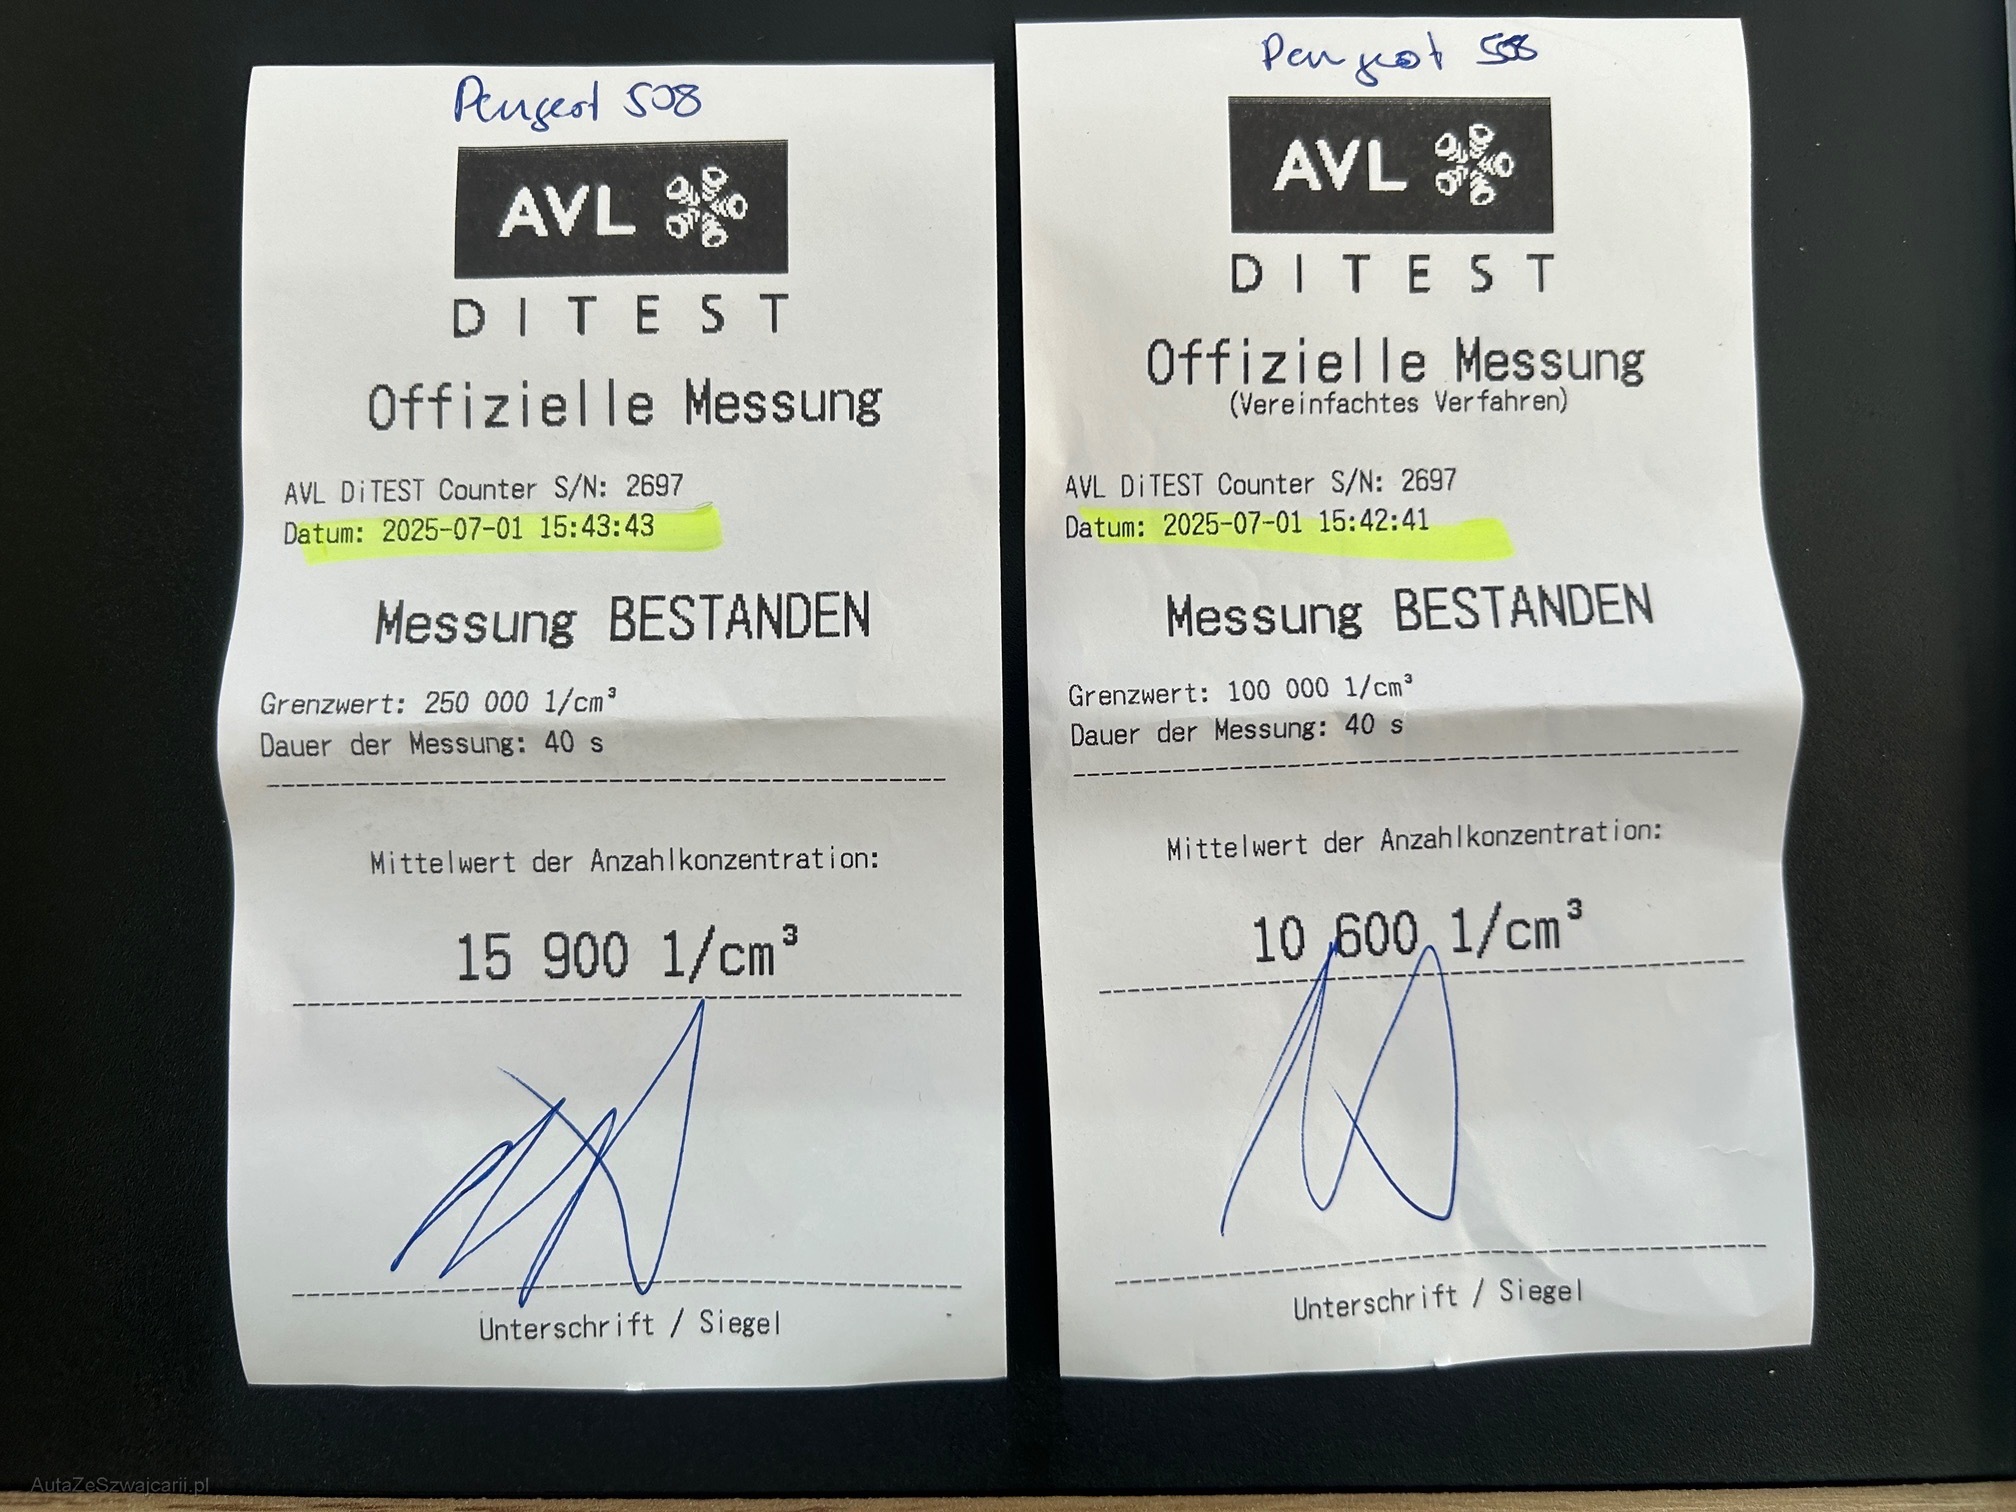 Peugeot 508
AVL
DITEST
Offizielle Messung
AVL DiTEST Counter S/N: 2697
Datum: 2025-07-01 15:43:43
Messung BESTANDEN
Grenzwert: 250 000 1/cm³
Dauer der Messung: 40 s
Mittelwert der Anzahlkonzentration:
15 900 1/cm³
Unterschrift / Siegel
Peugeot 508
AVL
DITEST
Offizielle Messung
(Vereinfachtes Verfahren)
AVL DiTEST Counter S/N: 2697
Datum: 2025-07-01 15:42:41
Messung BESTANDEN
Grenzwert: 100 000 1/cm³
Dauer der Messung: 40 s
Mittelwert der Anzahlkonzentration:
10 600 1/cm³
Unterschrift / Siegel
AutaZeSzwajcarii.pl